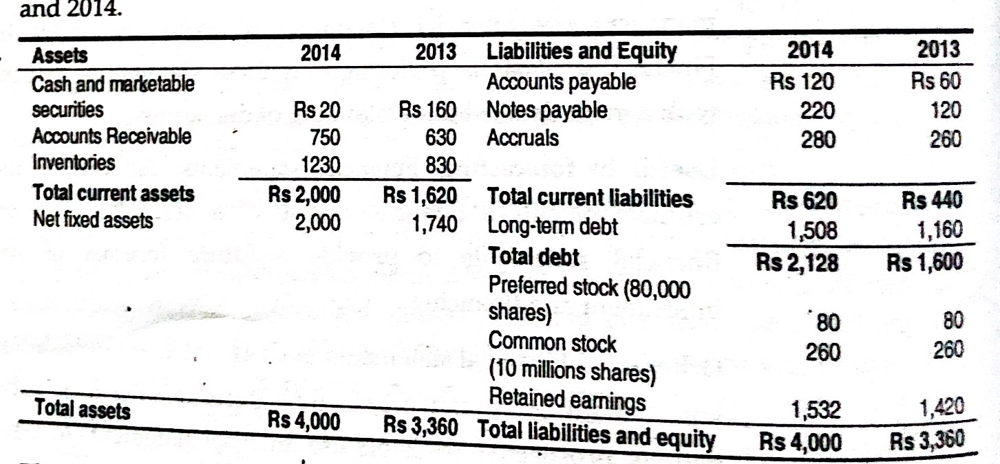 and 2014.
Assets 2014 2013 Liabilities and Equity 2014 2013
Cash and marketable Accounts payable Rs 120 Rs 60
securities Rs 20 Rs 160 Notes payable 220 120
Accounts Receivable 750 630 Accruals 280 260
Inventories 1230 830
Total current assets Rs 2,000 Rs 1,620 Total current liabilities Rs 620 Rs 440
Net fixed assets 2,000 1,740 Long-term debt 1,508 1,160
Total debt Rs 2,128 Rs 1,600
Preferred stock (80,000
shares) 80 80
Common stock 260 260
(10 millions shares)
Retained earnings 1,532 1,420
Total assets Rs 4,000 Rs 3,360 Total liabilities and equity Rs 4,000 Rs 3,360